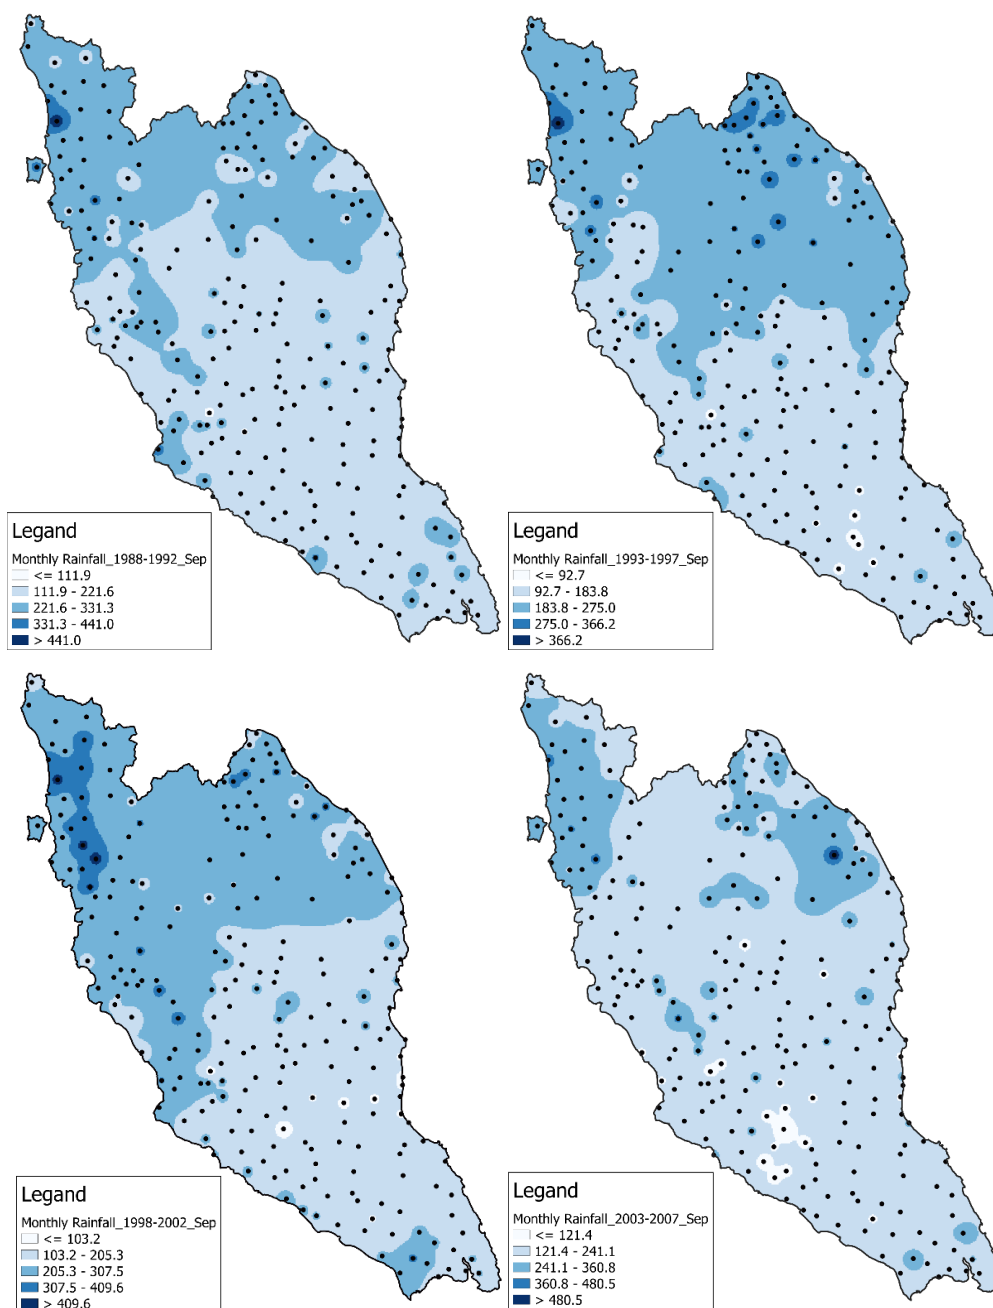 Legand
Monthly Rainfall_1988-1992_Sep
<= 111.9
111.9 - 221.6
221.6 - 331.3
331.3 - 441.0
> 441.0
Legand
Monthly Rainfall_1993-1997_Sep
<= 92.7
92.7 - 183.8
183.8 - 275.0
275.0 - 366.2
> 366.2
Legand
Monthly Rainfall_1998-2002_Sep
<= 103.2
103.2 - 205.3
205.3 - 307.5
307.5 - 409.6
> 409.6
Legand
Monthly Rainfall_2003-2007_Sep
<= 121.4
121.4 - 241.1
241.1 - 360.8
360.8 - 480.5
> 480.5